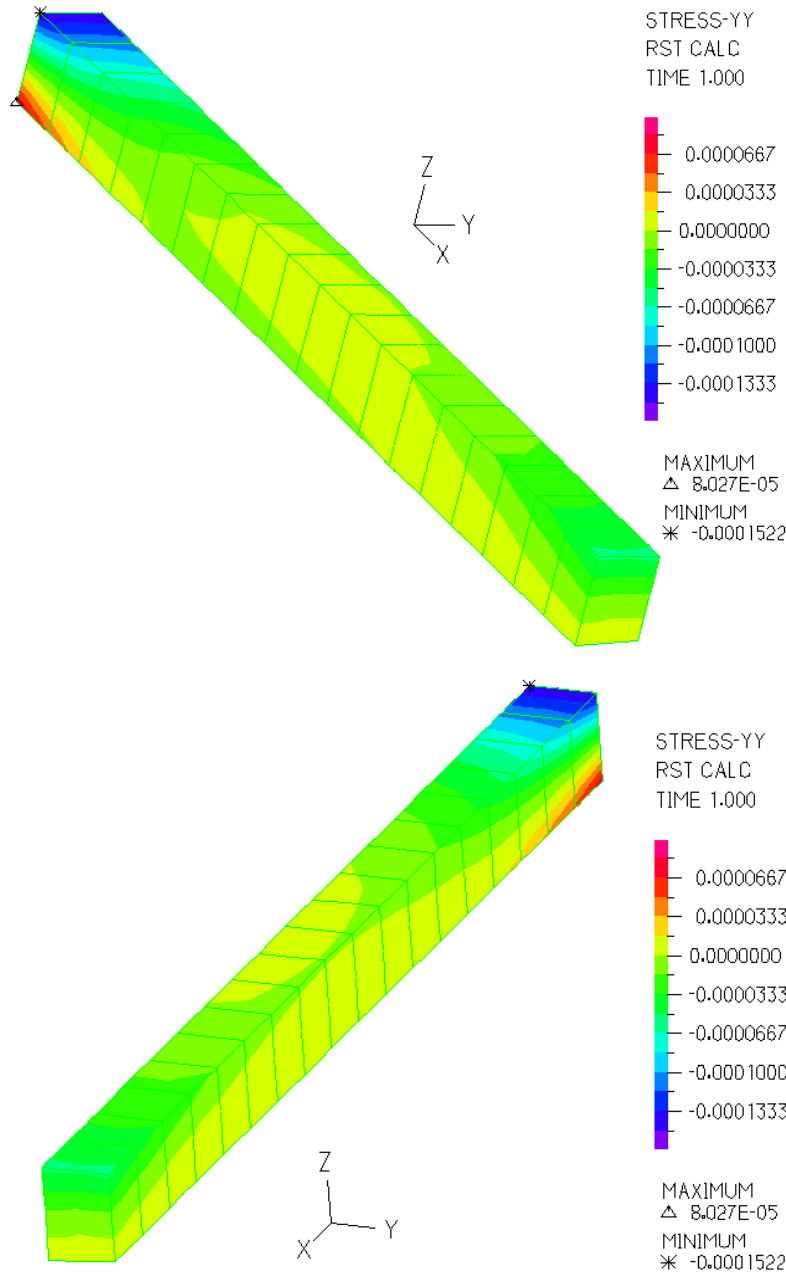 STRESS-YY
RST CALC
TIME 1.000
0.0000667
0.0000333
0.0000000
-0.0000333
-0.0000667
-0.0001000
-0.0001333
Z
Y
X
MAXIMUM
△ 8.027E-05
MINIMUM
✳ -0.0001522
STRESS-YY
RST CALC
TIME 1.000
0.0000667
0.0000333
0.0000000
-0.0000333
-0.0000667
-0.0001000
-0.0001333
Z
Y
X
MAXIMUM
△ 8.027E-05
MINIMUM
✳ -0.0001522